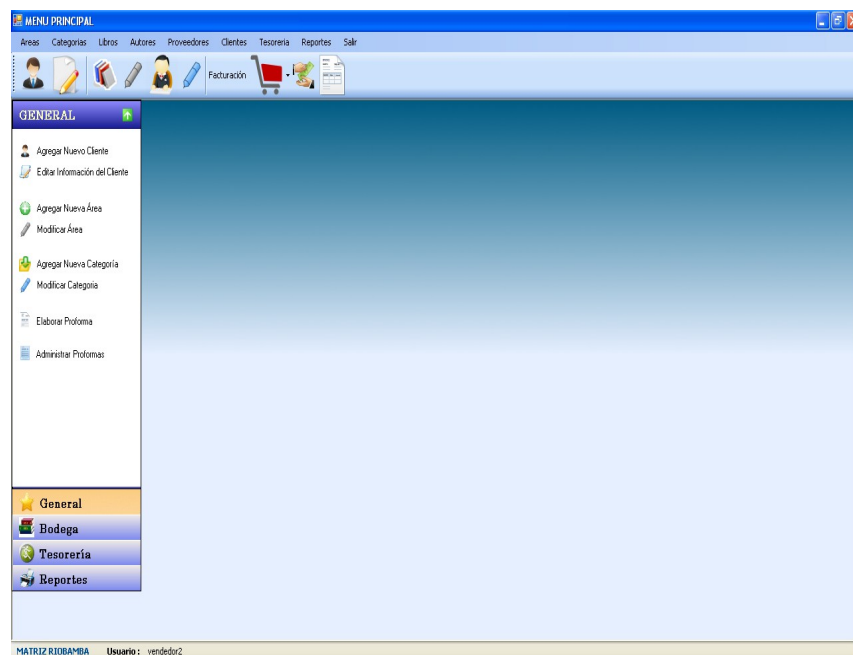 MENU PRINCIPAL
Areas Categorias Libros Autores Proveedores Clientes Tesoreria Reportes Salir
Facturación
GENERAL
Agregar Nuevo Cliente
Editar Información del Cliente
Agregar Nueva Área
Modificar Área
Agregar Nueva Categoría
Modificar Categoria
Elaborar Proforma
Administrar Proformas
General
Bodega
Tesorería
Reportes
MATRIZ RIOBAMBA Usuario : vendedor2